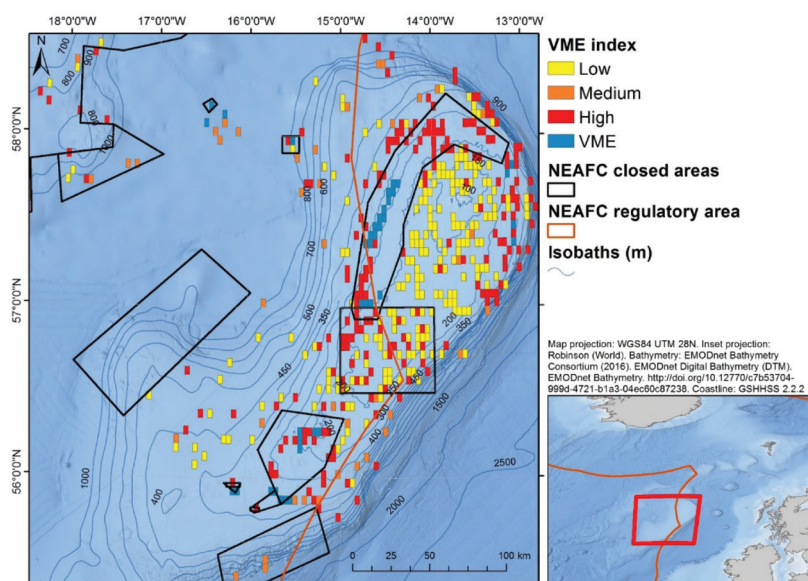 18°0'0"W 17°0'0"W 16°0'0"W 15°0'0"W 14°0'0"W 13°0'0"W
N
58°0'0"N
57°0'0"N
56°0'0"N
700
900
800
800
1000
900
600
700
800
500
350
450
200
350
1500
300
400
450
200
1000
400
2000
2500
0 25 50 100 km
VME index
Low
Medium
High
VME
NEAFC closed areas
NEAFC regulatory area
Isobaths (m)
Map projection: WGS84 UTM 28N. Inset projection:
Robinson (World). Bathymetry: EMODnet Bathymetry
Consortium (2016). EMODnet Digital Bathymetry (DTM).
EMODnet Bathymetry. http://doi.org/10.12770/c7b53704-
999d-4721-b1a3-04ec60c87238. Coastline: GSHHSS 2.2.2